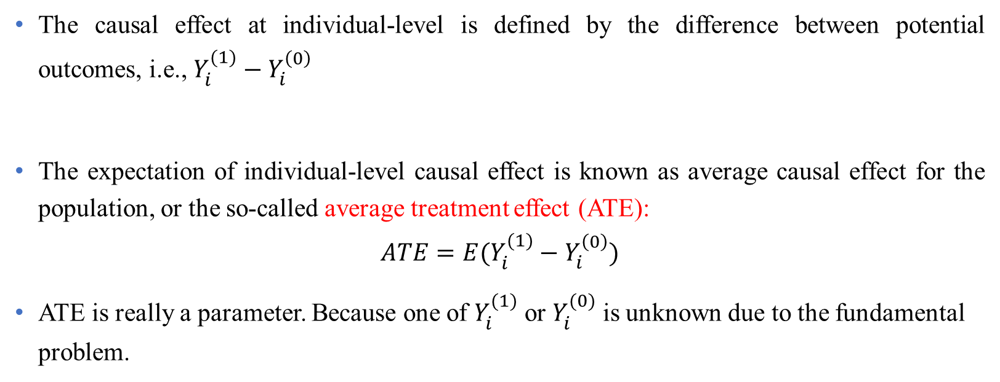 • The causal effect at individual-level is defined by the difference between potential
outcomes, i.e., $Y_i^{(1)} - Y_i^{(0)}$
• The expectation of individual-level causal effect is known as average causal effect for the
population, or the so-called average treatment effect (ATE):
$ATE = E(Y_i^{(1)} - Y_i^{(0)})$
• ATE is really a parameter. Because one of $Y_i^{(1)}$ or $Y_i^{(0)}$ is unknown due to the fundamental
problem.